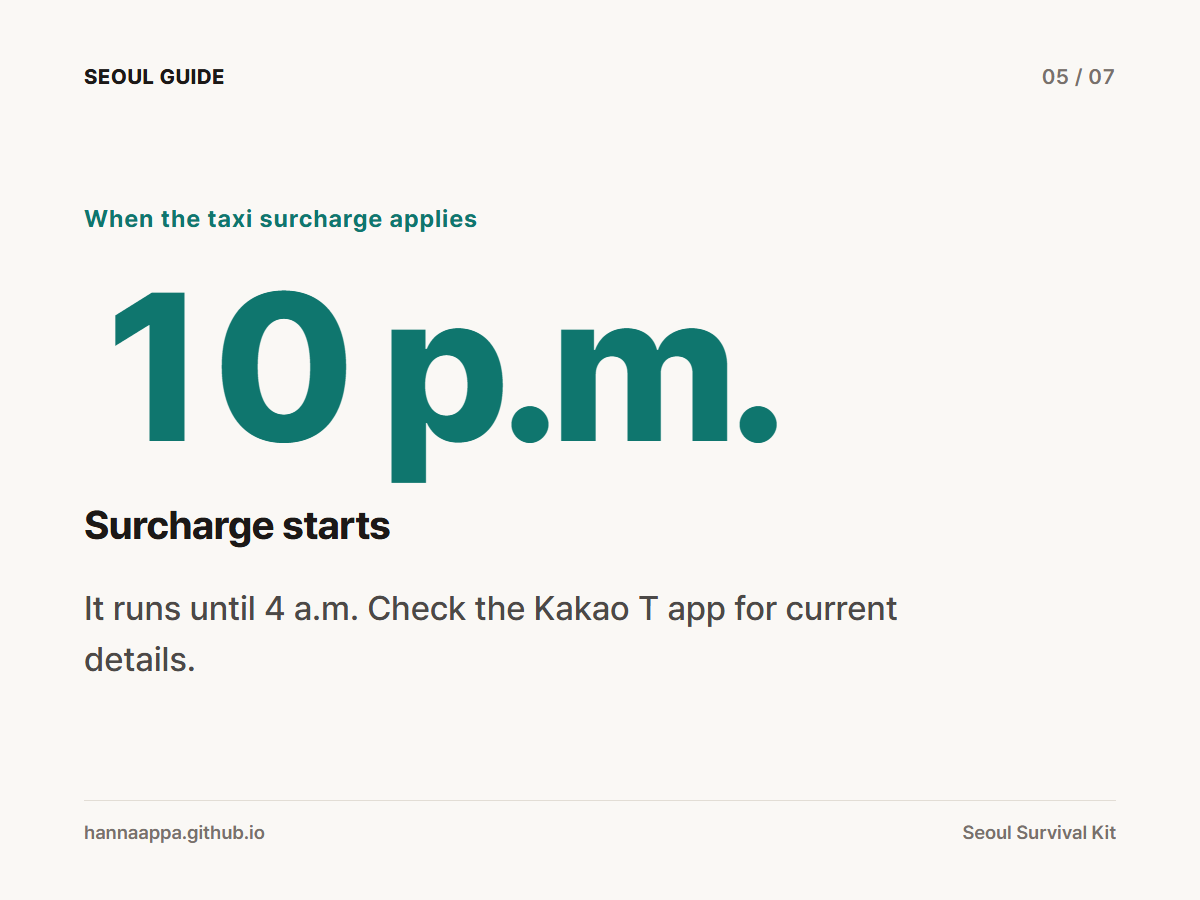 SEOUL GUIDE
05 / 07
When the taxi surcharge applies
10 p.m.
Surcharge starts
It runs until 4 a.m. Check the Kakao T app for current
details.
hannaappa.github.io
Seoul Survival Kit